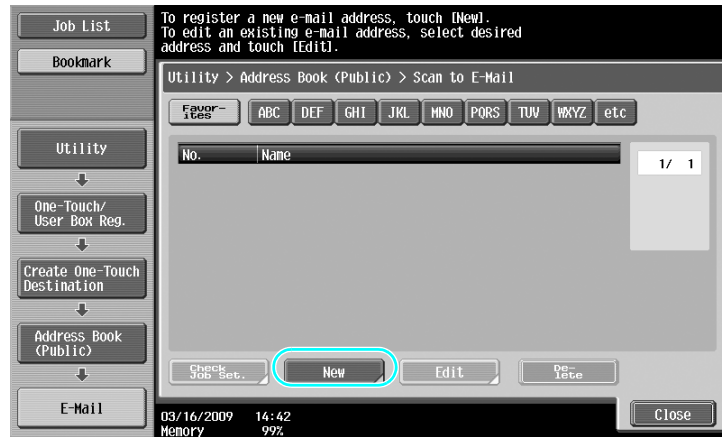 Job List
Bookmark
To register a new e-mail address, touch [New].
To edit an existing e-mail address, select desired
address and touch [Edit].
Utility > Address Book (Public) > Scan to E-Mail
Favor-
ites
ABC
DEF
GHI
JKL
MNO
PQRS
TUV
WXYZ
etc
No.
Name
1/ 1
Utility
One-Touch/
User Box Reg.
Create One-Touch
Destination
Address Book
(Public)
E-Mail
Check
Job Set.
New
Edit
De-
lete
03/16/2009 14:42
Memory 99%
Close